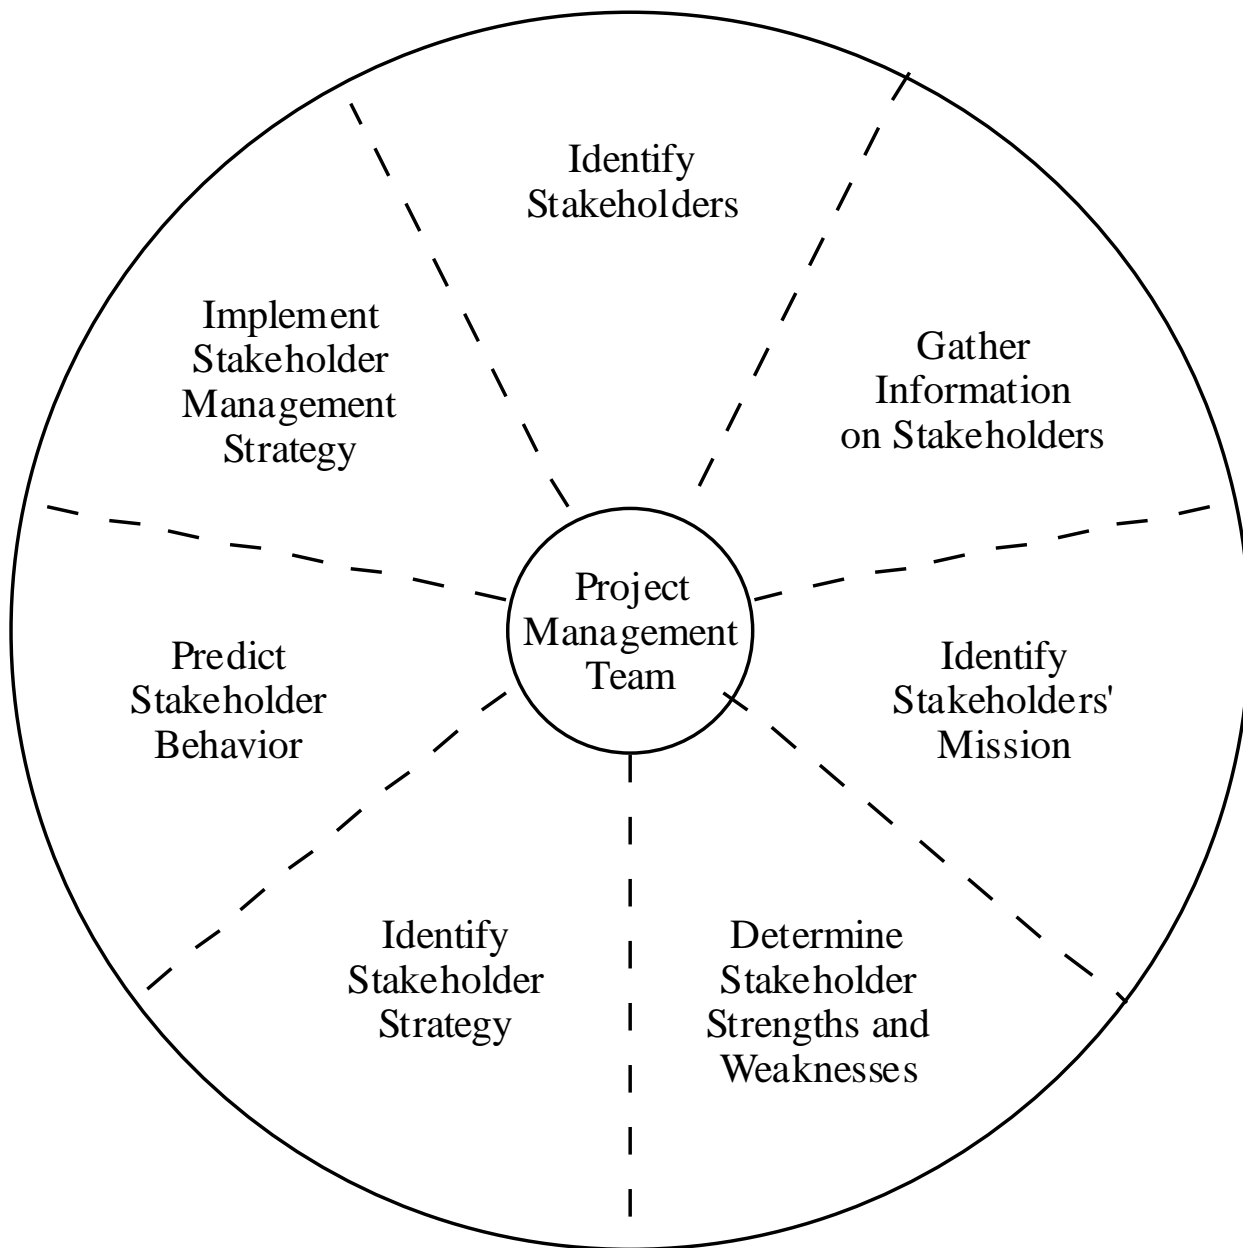 Identify
Stakeholders
Gather
Information
on Stakeholders
Identify
Stakeholders'
Mission
Determine
Stakeholder
Strengths and
Weaknesses
Identify
Stakeholder
Strategy
Predict
Stakeholder
Behavior
Implement
Stakeholder
Management
Strategy
Project
Management
Team